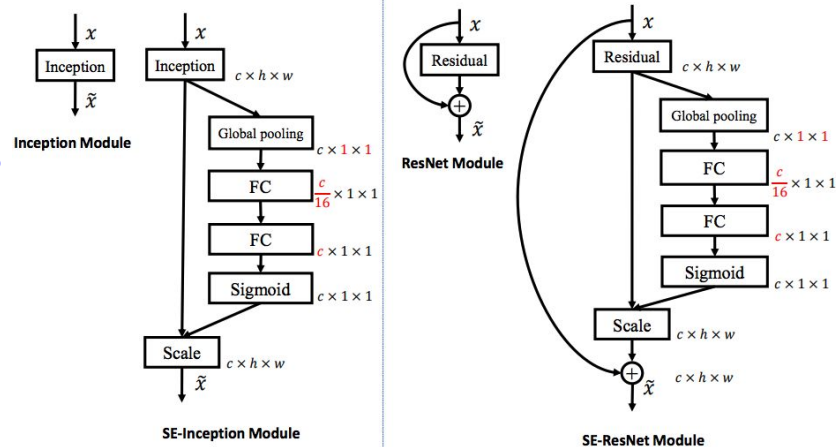 x
Inception
x̃
Inception Module
x
Inception
c × h × w
Global pooling
c × 1 × 1
FC
c/16 × 1 × 1
FC
c × 1 × 1
Sigmoid
c × 1 × 1
Scale
c × h × w
x̃
SE-Inception Module
x
Residual
+
x̃
ResNet Module
x
Residual
c × h × w
Global pooling
c × 1 × 1
FC
c/16 × 1 × 1
FC
c × 1 × 1
Sigmoid
c × 1 × 1
Scale
c × h × w
+
x̃
c × h × w
SE-ResNet Module